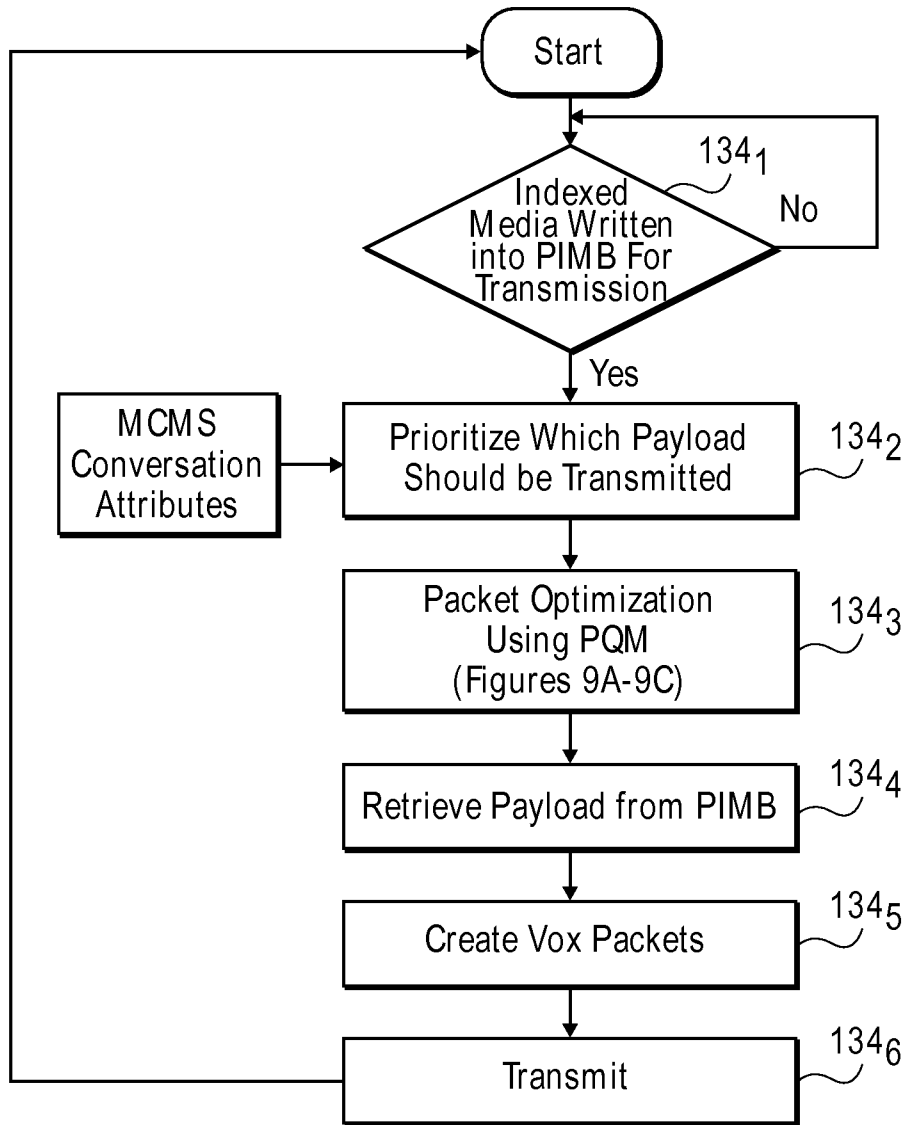 Start
134₁
Indexed
Media Written
into PIMB For
Transmission
No
Yes
MCMS
Conversation
Attributes
Prioritize Which Payload
Should be Transmitted
134₂
Packet Optimization
Using PQM
(Figures 9A-9C)
134₃
Retrieve Payload from PIMB
134₄
Create Vox Packets
134₅
Transmit
134₆